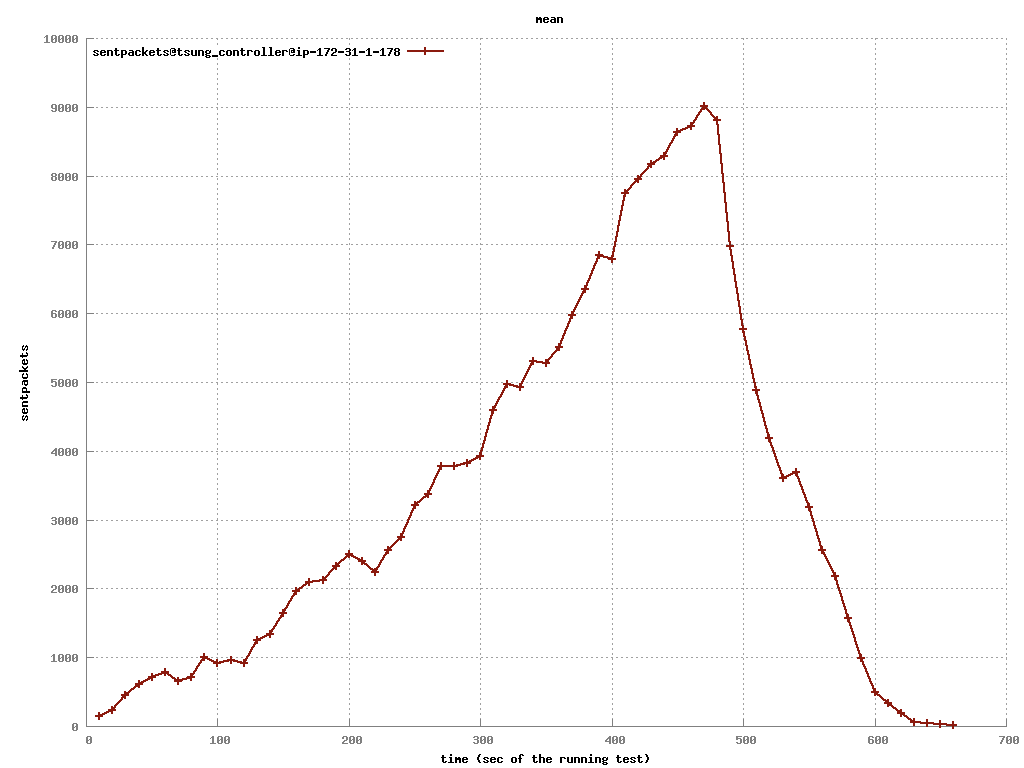 mean
10000
sentpackets@tsung_controller@ip-172-31-1-178
9000
8000
7000
6000
5000
sentpackets
4000
3000
2000
1000
0
0 100 200 300 400 500 600 700
time (sec of the running test)